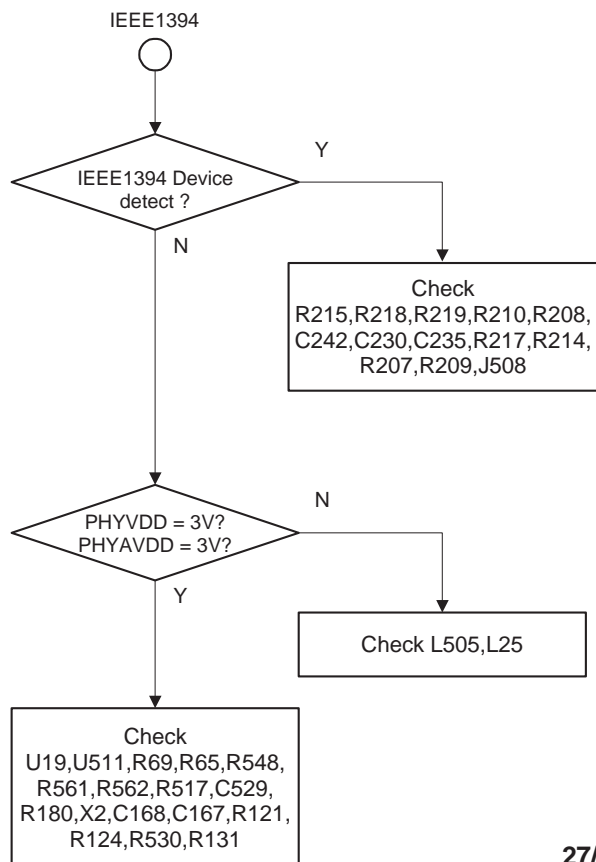 IEEE1394
IEEE1394 Device
detect ?
Y
N
Check
R215,R218,R219,R210,R208,
C242,C230,C235,R217,R214,
R207,R209,J508
PHYVDD = 3V?
PHYAVDD = 3V?
N
Y
Check L505,L25
Check
U19,U511,R69,R65,R548,
R561,R562,R517,C529,
R180,X2,C168,C167,R121,
R124,R530,R131
27/